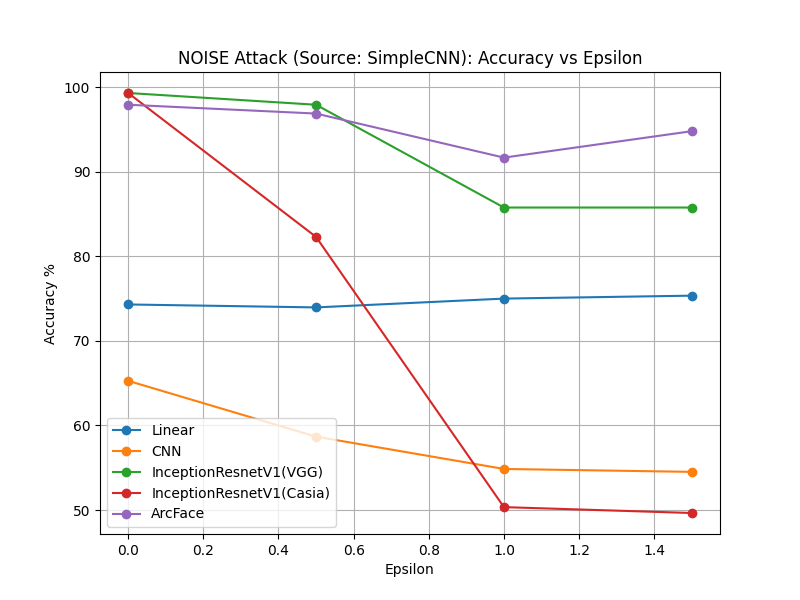 NOISE Attack (Source: SimpleCNN): Accuracy vs Epsilon
100
90
80
70
60
50
Accuracy %
Linear
CNN
InceptionResnetV1(VGG)
InceptionResnetV1(Casia)
ArcFace
0.0 0.2 0.4 0.6 0.8 1.0 1.2 1.4
Epsilon